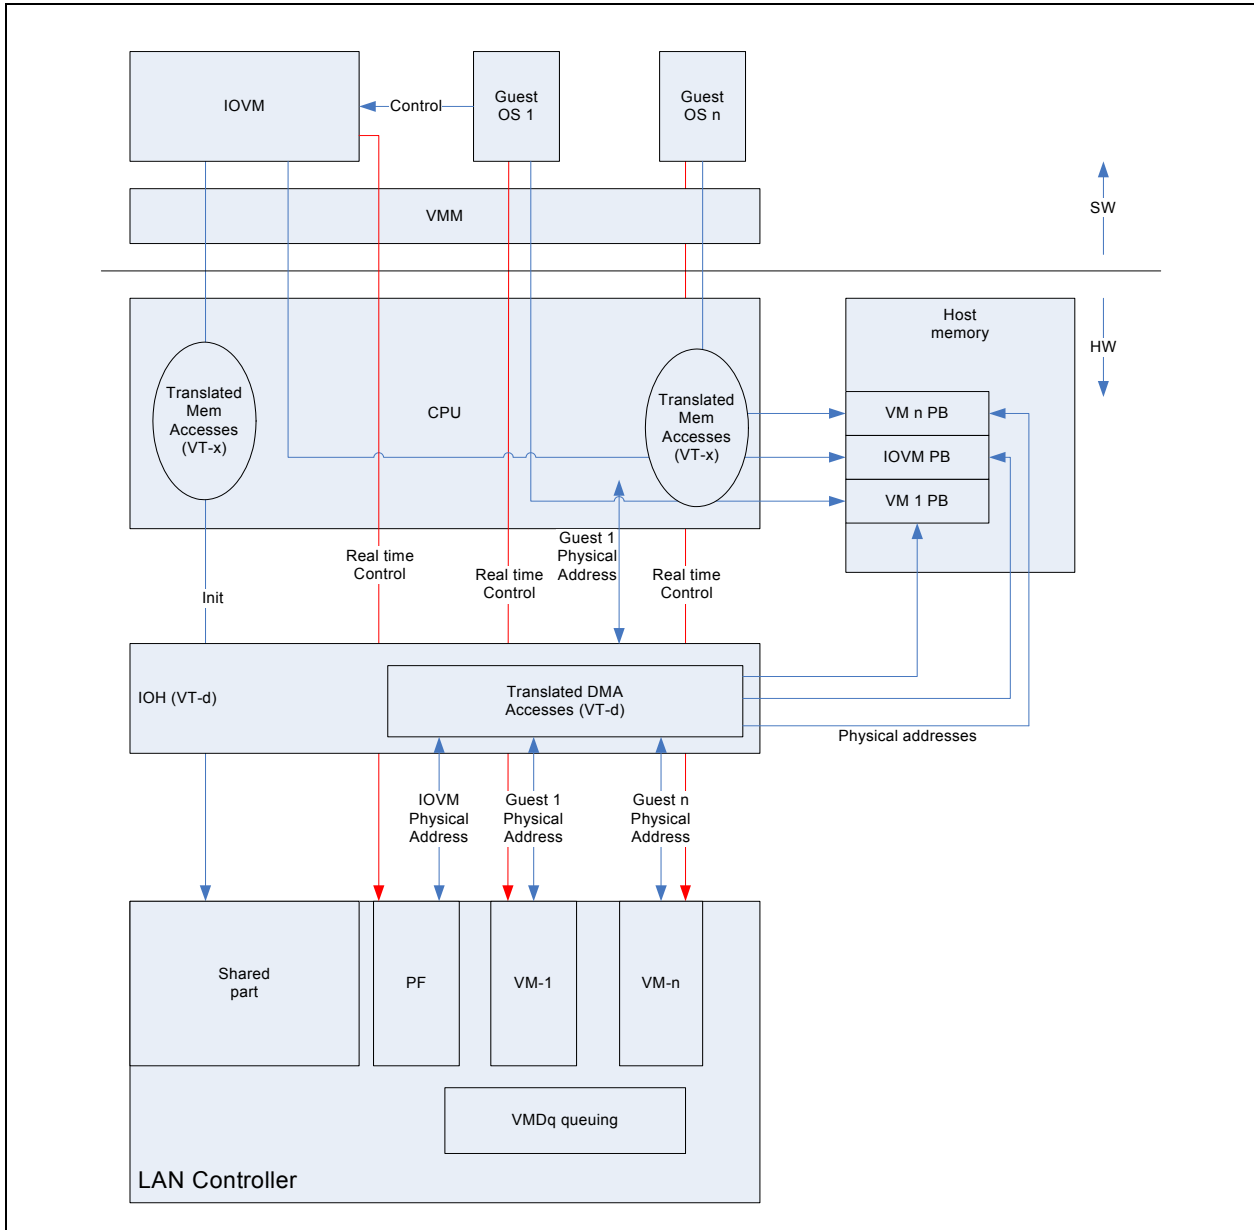 IOVM
Control
Guest
OS 1
Guest
OS n
VMM
SW
HW
Host
memory
Translated
Mem
Accesses
(VT-x)
CPU
Translated
Mem
Accesses
(VT-x)
VM n PB
IOVM PB
VM 1 PB
Real time
Control
Real time
Control
Guest 1
Physical
Address
Real time
Control
Init
IOH (VT-d)
Translated DMA
Accesses (VT-d)
Physical addresses
IOVM
Physical
Address
Guest 1
Physical
Address
Guest n
Physical
Address
Shared
part
PF
VM-1
VM-n
VMDq queuing
LAN Controller